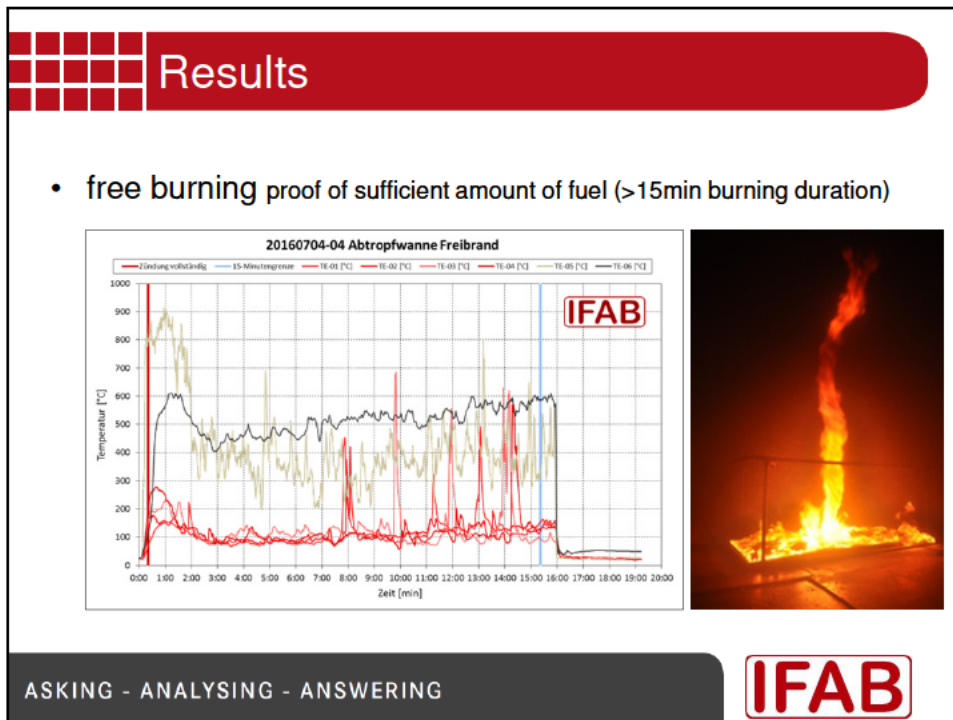 Results
• free burning proof of sufficient amount of fuel (>15min burning duration)
20160704-04 Abtropfwanne Freibrand
Zündung vollständig 15-Minutengrenze TE-01 [°C] TE-02 [°C] TE-03 [°C] TE-04 [°C] TE-05 [°C] TE-06 [°C]
IFAB
Temperatur [°C]
1000
900
800
700
600
500
400
300
200
100
0
0:00 1:00 2:00 3:00 4:00 5:00 6:00 7:00 8:00 9:00 10:00 11:00 12:00 13:00 14:00 15:00 16:00 17:00 18:00 19:00 20:00
Zeit [min]
ASKING - ANALYSING - ANSWERING
IFAB